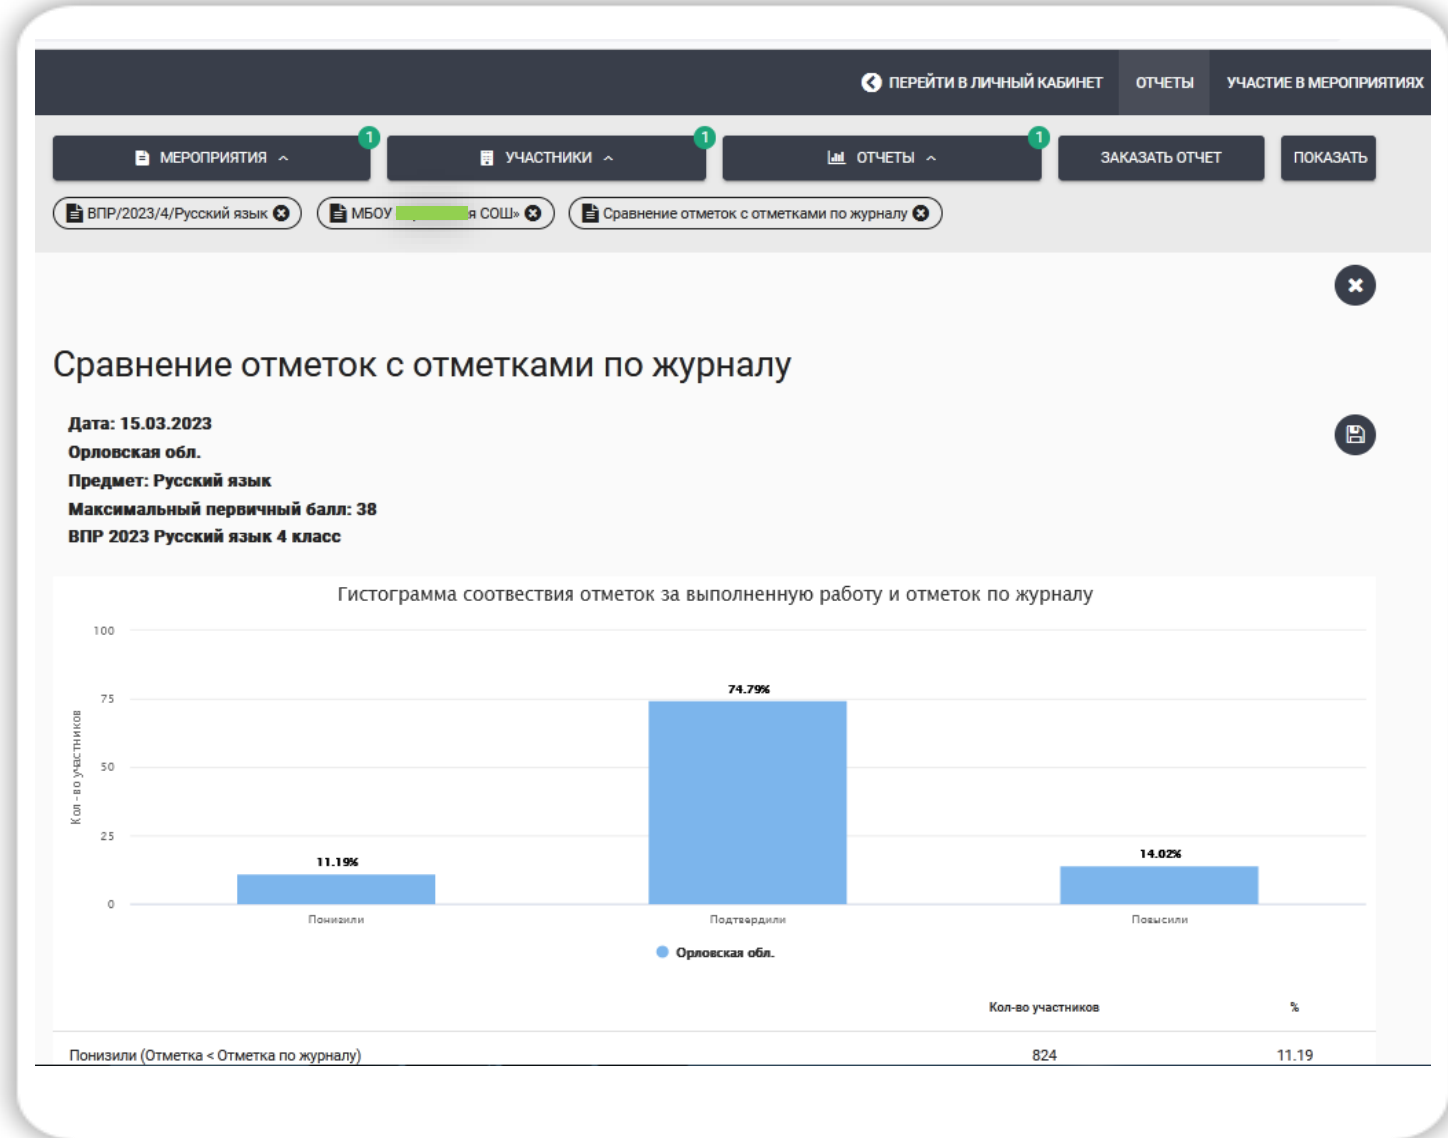 ПЕРЕЙТИ В ЛИЧНЫЙ КАБИНЕТ ОТЧЕТЫ УЧАСТИЕ В МЕРОПРИЯТИЯХ
МЕРОПРИЯТИЯ 1 УЧАСТНИКИ 1 ОТЧЕТЫ 1 ЗАКАЗАТЬ ОТЧЕТ ПОКАЗАТЬ
ВПР/2023/4/Русский язык МБОУ я СОШ» Сравнение отметок с отметками по журналу
Сравнение отметок с отметками по журналу
Дата: 15.03.2023
Орловская обл.
Предмет: Русский язык
Максимальный первичный балл: 38
ВПР 2023 Русский язык 4 класс
Гистограмма соотвествия отметок за выполненную работу и отметок по журналу
Кол-во участников
100
75
50
25
0
11.19%
74.79%
14.02%
Понизили Подтвердили Повысили
Орловская обл.
Кол-во участников %
Понизили (Отметка < Отметка по журналу) 824 11.19